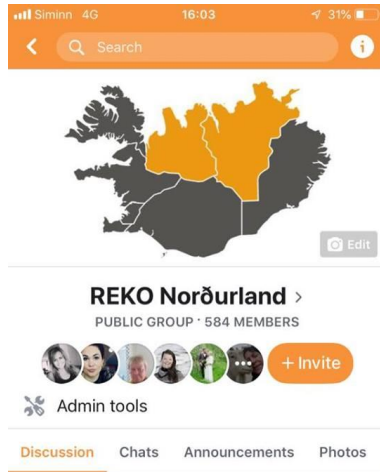 Siminn 4G 16:03 31%
Search
Edit
REKO Norðurland >
PUBLIC GROUP · 584 MEMBERS
+ Invite
Admin tools
Discussion Chats Announcements Photos